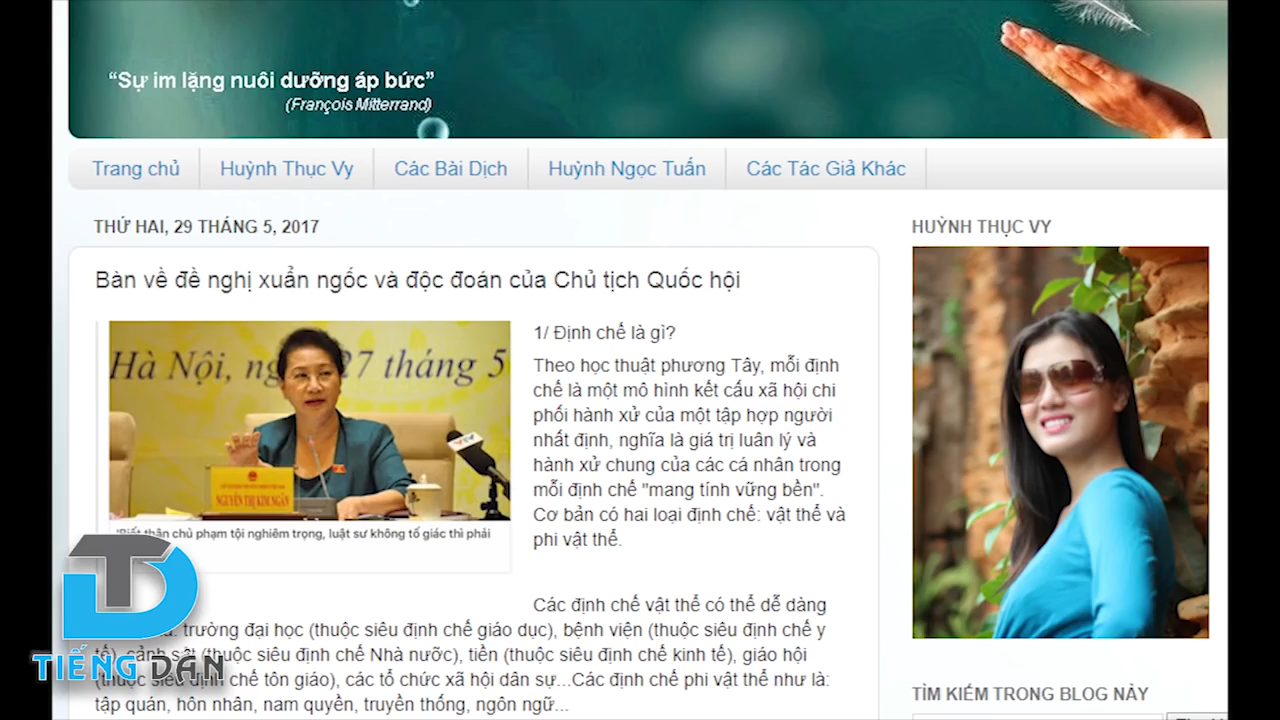 “Sự im lặng nuôi dưỡng áp bức”
(François Mitterrand)
Trang chủ
Huỳnh Thục Vy
Các Bài Dịch
Huỳnh Ngọc Tuấn
Các Tác Giả Khác
THỨ HAI, 29 THÁNG 5, 2017
Bàn về đề nghị xuẩn ngốc và độc đoán của Chủ tịch Quốc hội
Hà Nội, ng 27 tháng 5
NGUYỄN THỊ KIM NGÂN
VTV
"Biết thân chủ phạm tội nghiêm trọng, luật sư không tố giác thì phải
1/ Định chế là gì?
Theo học thuật phương Tây, mỗi định
chế là một mô hình kết cấu xã hội chi
phối hành xử của một tập hợp người
nhất định, nghĩa là giá trị luân lý và
hành xử chung của các cá nhân trong
mỗi định chế "mang tính vững bền".
Cơ bản có hai loại định chế: vật thể và
phi vật thể.
Các định chế vật thể có thể dễ dàng
trường đại học (thuộc siêu định chế giáo dục), bệnh viện (thuộc siêu định chế y
tế), cảnh sát (thuộc siêu định chế Nhà nước), tiền (thuộc siêu định chế kinh tế), giáo hội
(thuộc siêu định chế tôn giáo), các tổ chức xã hội dân sự...Các định chế phi vật thể như là:
tập quán, hôn nhân, nam quyền, truyền thống, ngôn ngữ...
HUỲNH THỤC VY
TÌM KIẾM TRONG BLOG NÀY
TD
TIẾNG DÂN